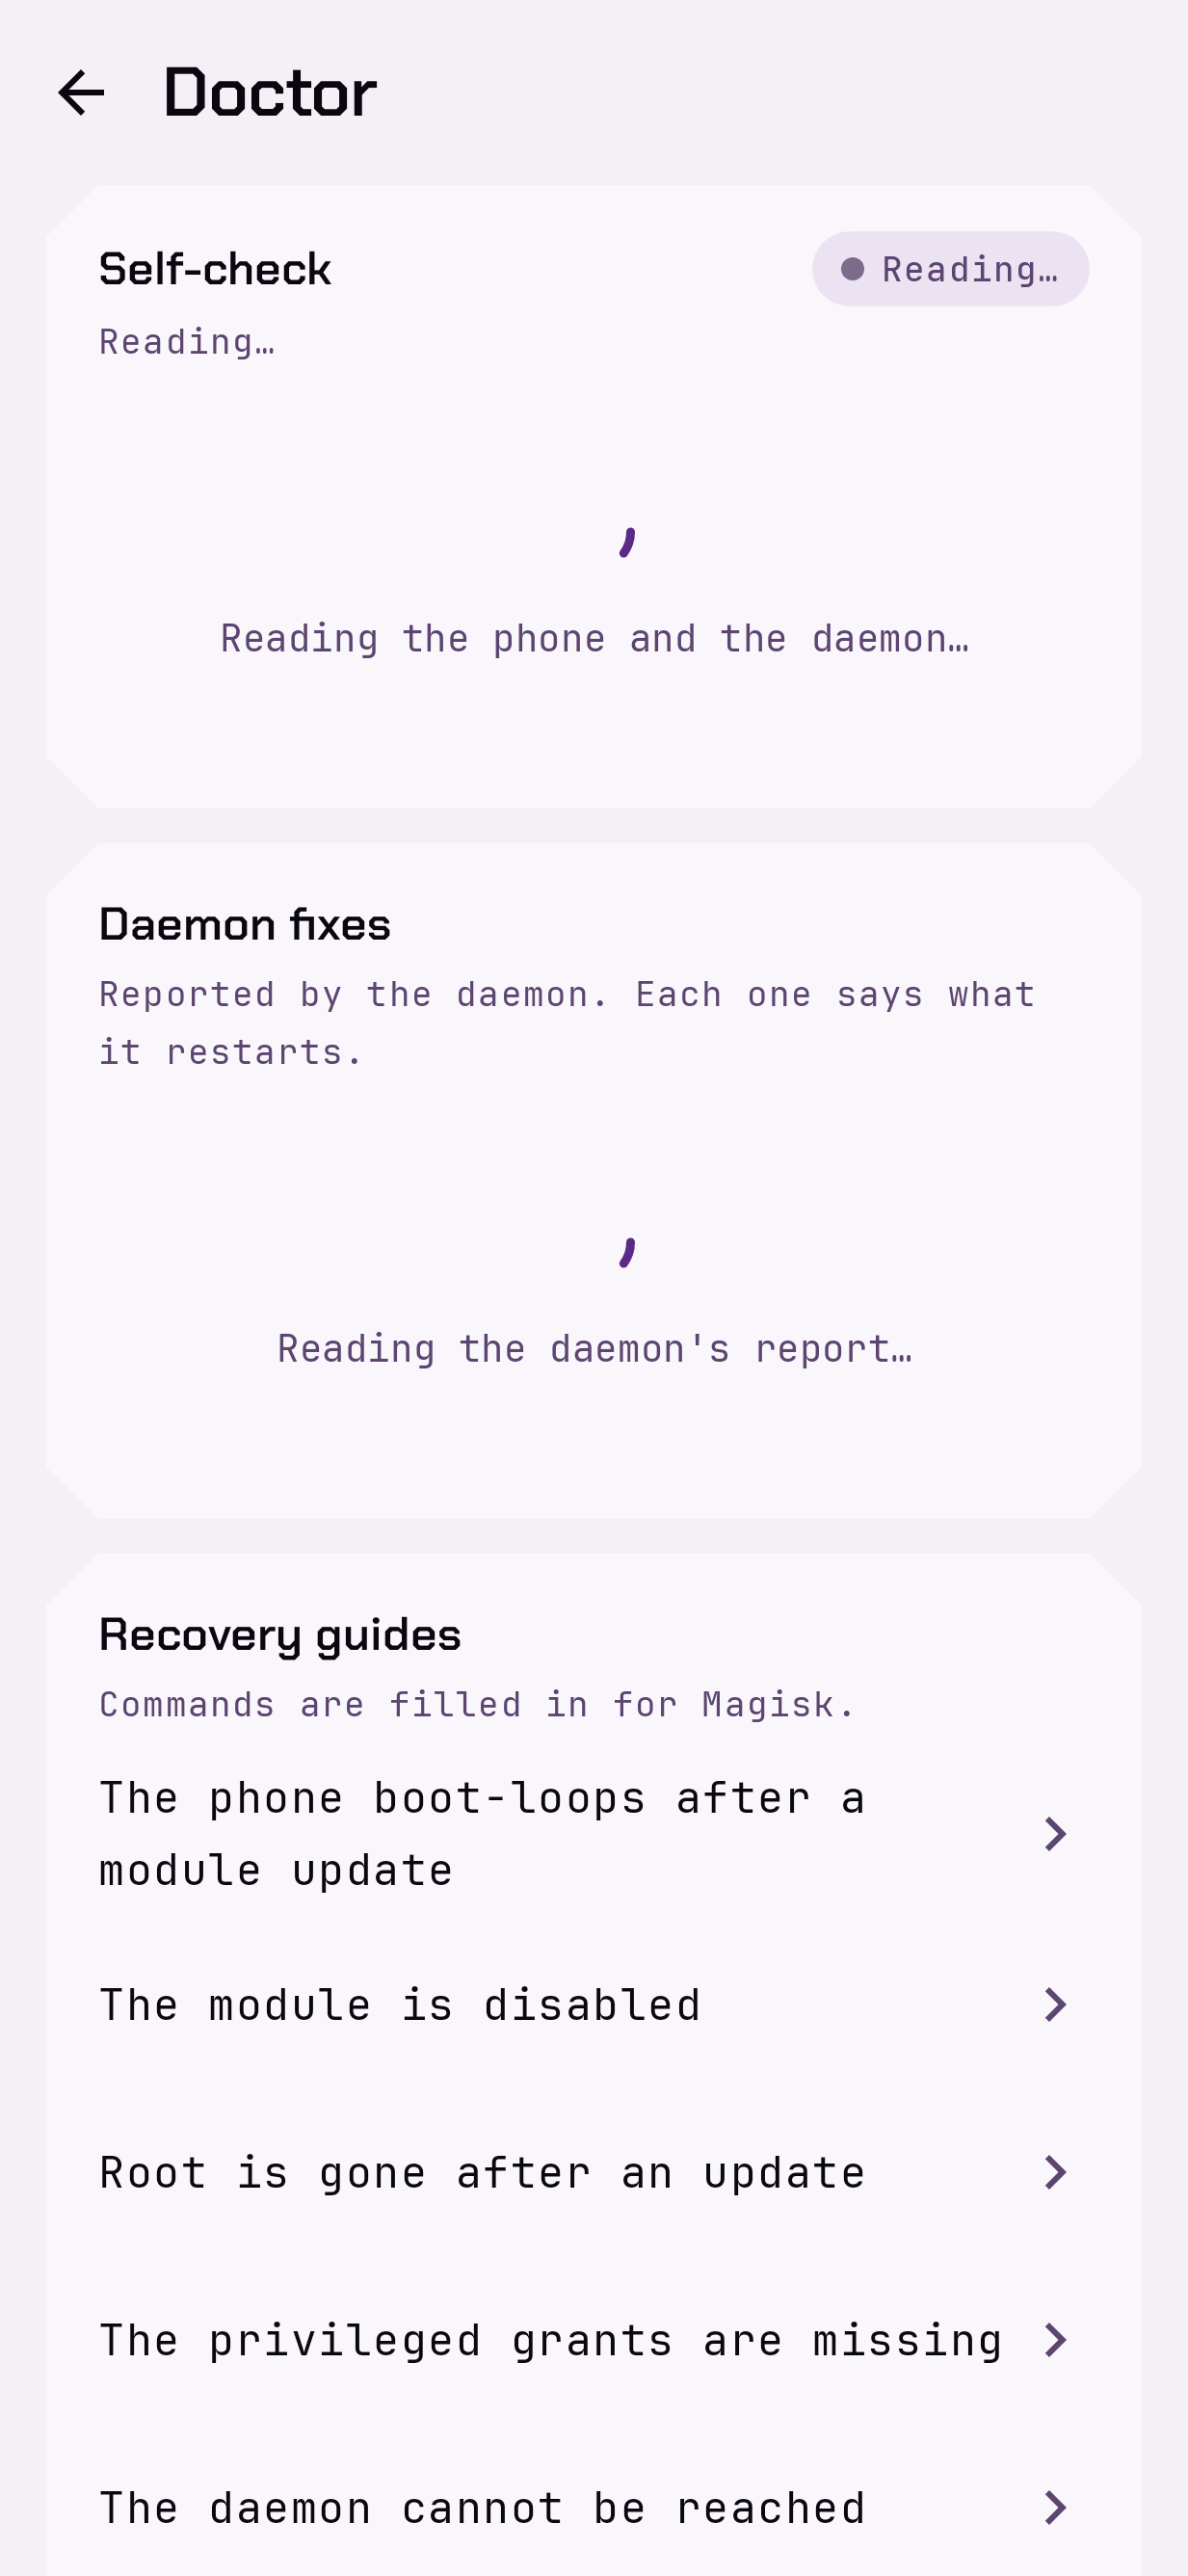 Doctor
Self-check
Reading…
Reading…
Reading the phone and the daemon…
Daemon fixes
Reported by the daemon. Each one says what
it restarts.
Reading the daemon's report…
Recovery guides
Commands are filled in for Magisk.
The phone boot-loops after a
module update
The module is disabled
Root is gone after an update
The privileged grants are missing
The daemon cannot be reached